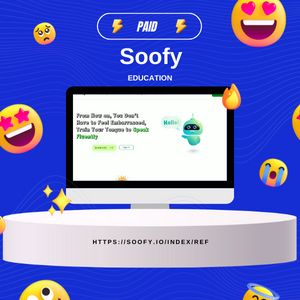 PAID
Soofy
EDUCATION
From Now on, You Don't
Have to Feel Embarrassed,
Train Your Tongue to Speak
Fluently
Hello!
HTTPS://SOOFY.IO/INDEX/REF